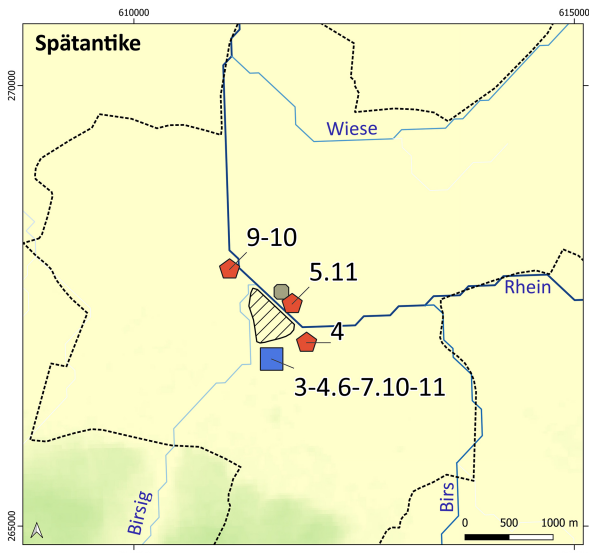 610000
615000
Spätantike
270000
Wiese
9-10
5.11
Rhein
4
3-4.6-7.10-11
Birsig
Birs
265000
0 500 1000 m